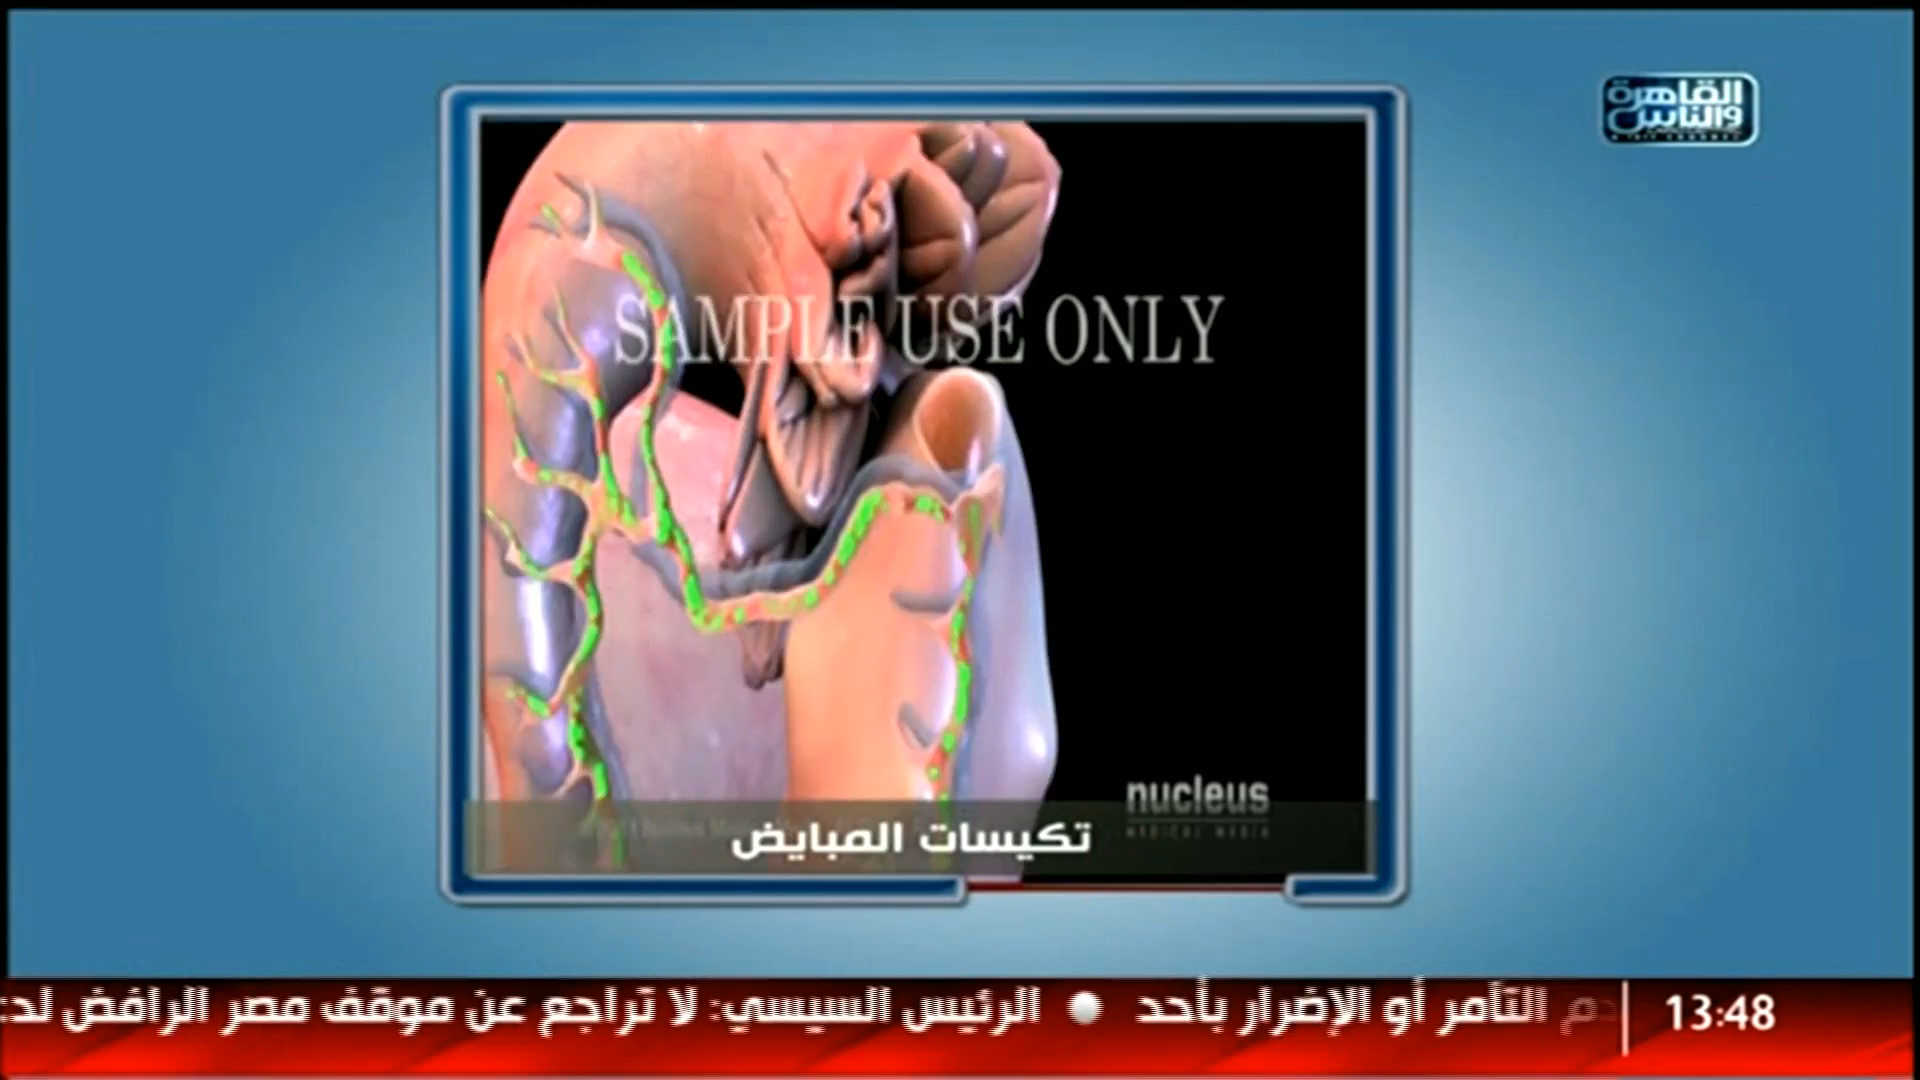 القاهرة
والناس
SAMPLE USE ONLY
nucleus
MEDICAL MEDIA
تكيسات المبايض
التآمر أو الإضرار بأحد ● الرئيس السيسي: لا تراجع عن موقف مصر الرافض
13:48